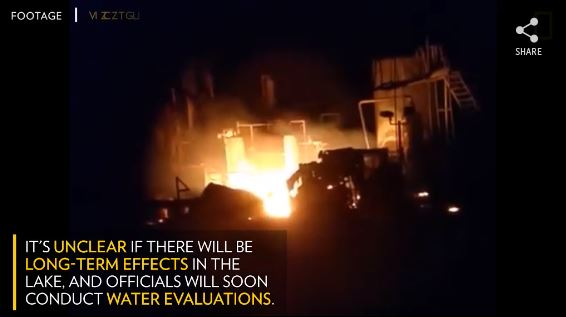 FOOTAGE
SHARE
IT'S UNCLEAR IF THERE WILL BE
LONG-TERM EFFECTS IN THE
LAKE, AND OFFICIALS WILL SOON
CONDUCT WATER EVALUATIONS.